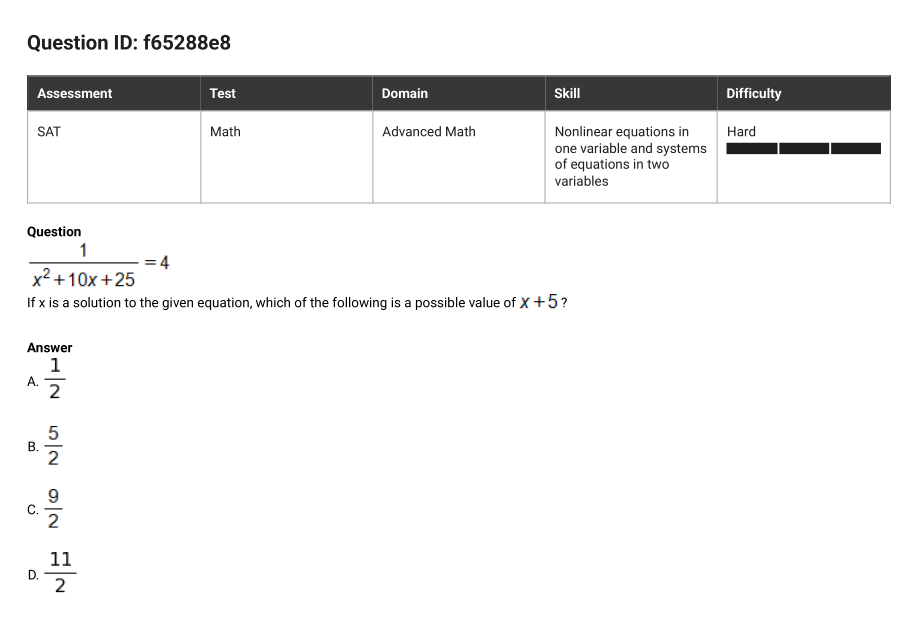 Question ID: f65288e8
Assessment Test Domain Skill Difficulty
SAT Math Advanced Math Nonlinear equations in Hard
one variable and systems
of equations in two
variables
Question
1
x²+10x+25 = 4
If x is a solution to the given equation, which of the following is a possible value of x+5?
Answer
A. 1/2
B. 5/2
C. 9/2
D. 11/2